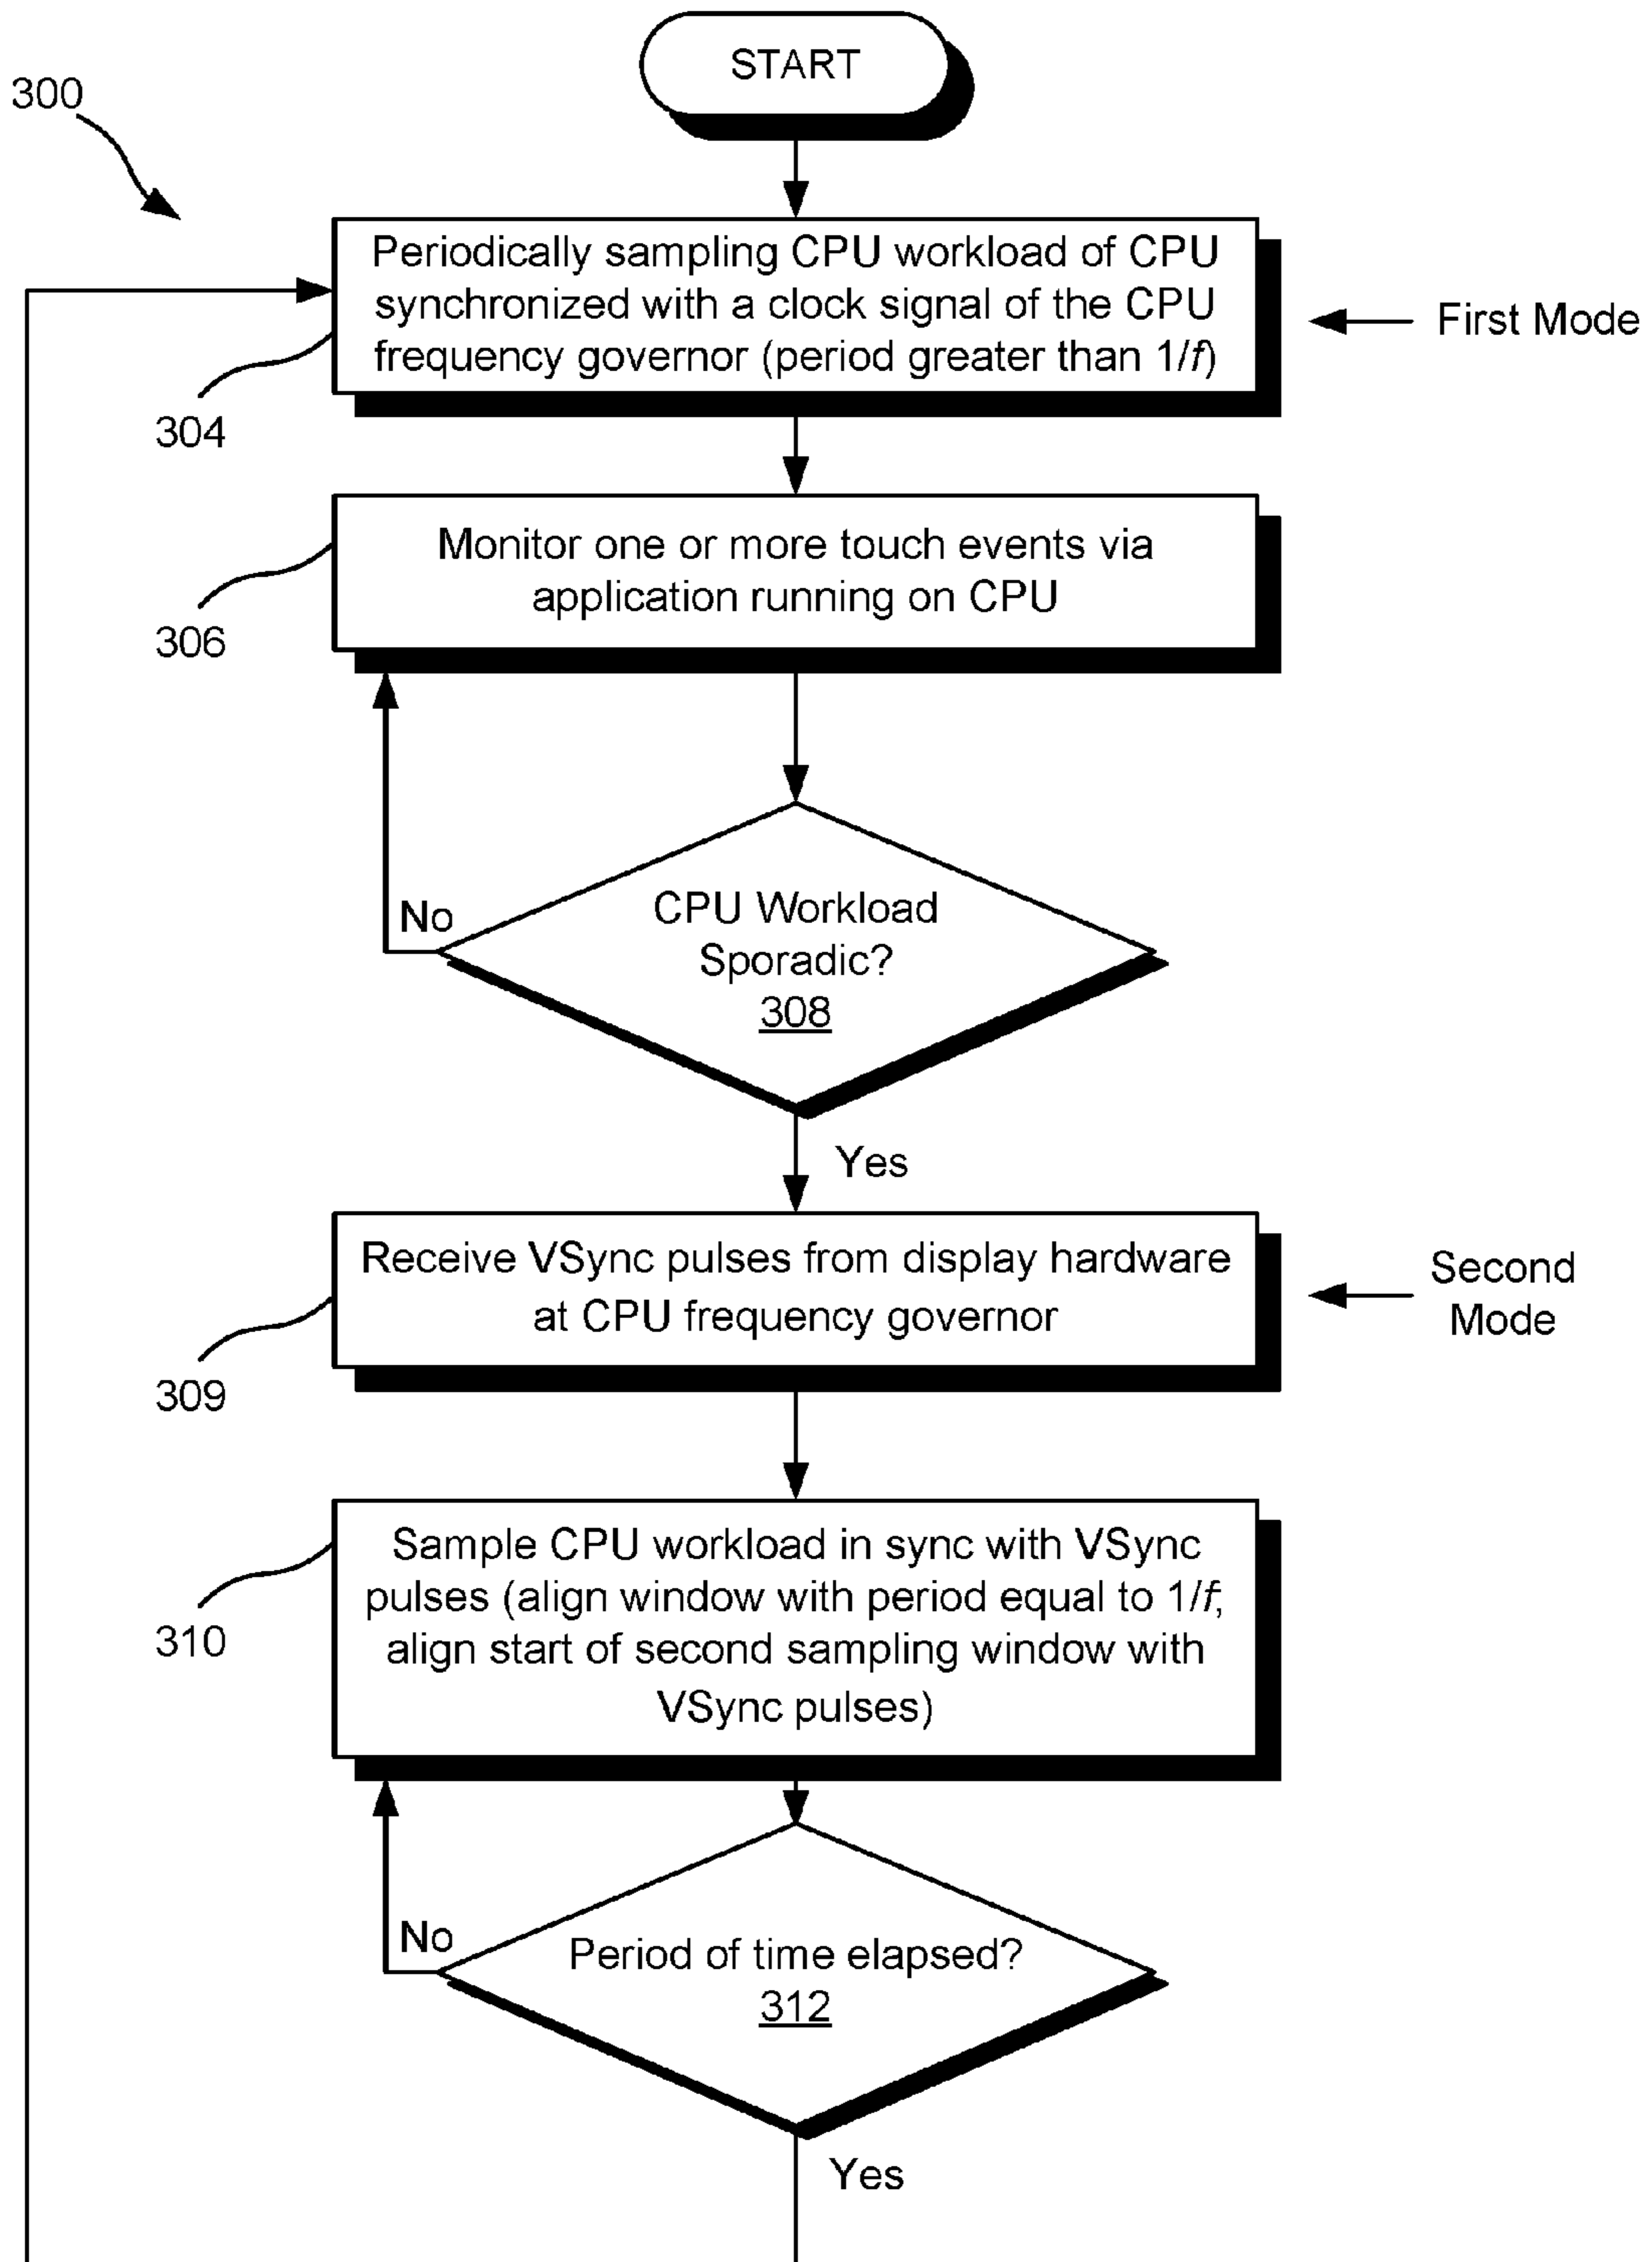 START
300
Periodically sampling CPU workload of CPU
synchronized with a clock signal of the CPU
frequency governor (period greater than 1/f)
First Mode
304
Monitor one or more touch events via
application running on CPU
306
No
CPU Workload
Sporadic?
308
Yes
Receive VSync pulses from display hardware
at CPU frequency governor
Second
Mode
309
Sample CPU workload in sync with VSync
pulses (align window with period equal to 1/f;
align start of second sampling window with
VSync pulses)
310
No
Period of time elapsed?
312
Yes